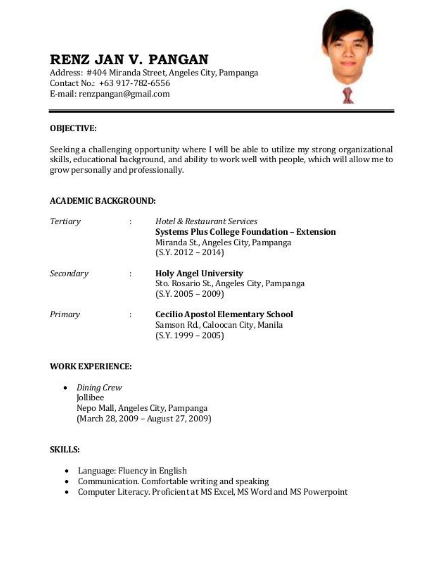 RENZ JAN V. PANGAN
Address: #404 Miranda Street, Angeles City, Pampanga
Contact No.: +63 917-782-6556
E-mail: renzpangan@gmail.com
OBJECTIVE:
Seeking a challenging opportunity where I will be able to utilize my strong organizational
skills, educational background, and ability to work well with people, which will allow me to
grow personally and professionally.
ACADEMIC BACKGROUND:
Tertiary : Hotel & Restaurant Services
Systems Plus College Foundation – Extension
Miranda St., Angeles City, Pampanga
(S.Y. 2012 – 2014)
Secondary : Holy Angel University
Sto. Rosario St., Angeles City, Pampanga
(S.Y. 2005 – 2009)
Primary : Cecilio Apostol Elementary School
Samson Rd., Caloocan City, Manila
(S.Y. 1999 – 2005)
WORK EXPERIENCE:
• Dining Crew
Jollibee
Nepo Mall, Angeles City, Pampanga
(March 28, 2009 – August 27, 2009)
SKILLS:
• Language: Fluency in English
• Communication. Comfortable writing and speaking
• Computer Literacy. Proficient at MS Excel, MS Word and MS Powerpoint